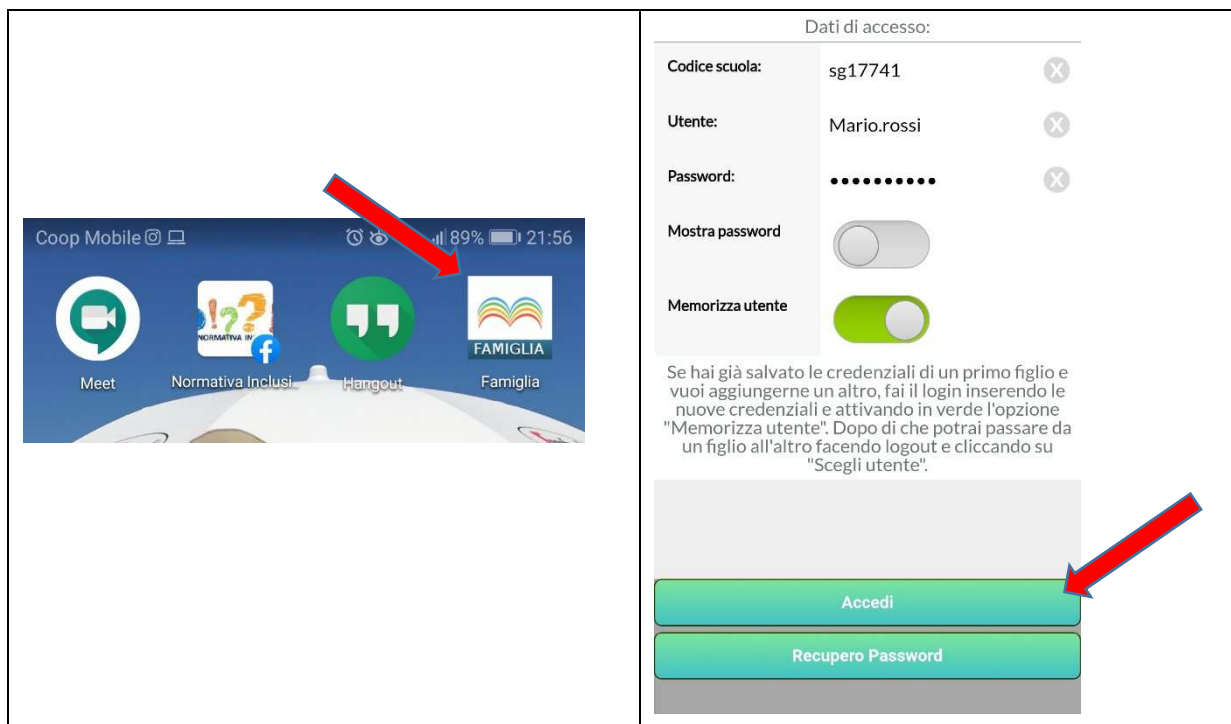 Coop Mobile 89% 21:56
!??
NORMATIVA IN
FAMIGLIA
Meet Normativa Inclusi.. Hangout Famiglia
Dati di accesso:
Codice scuola: sg17741 X
Utente: Mario.rossi X
Password: •••••••••• X
Mostra password
Memorizza utente
Se hai già salvato le credenziali di un primo figlio e
vuoi aggiungerne un altro, fai il login inserendo le
nuove credenziali e attivando in verde l'opzione
"Memorizza utente". Dopo di che potrai passare da
un figlio all'altro facendo logout e cliccando su
"Scegli utente".
Accedi
Recupero Password